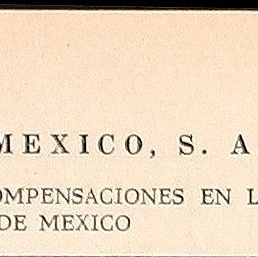 MEXICO, S. A.
OMPENSACIONES EN L
DE MEXICO